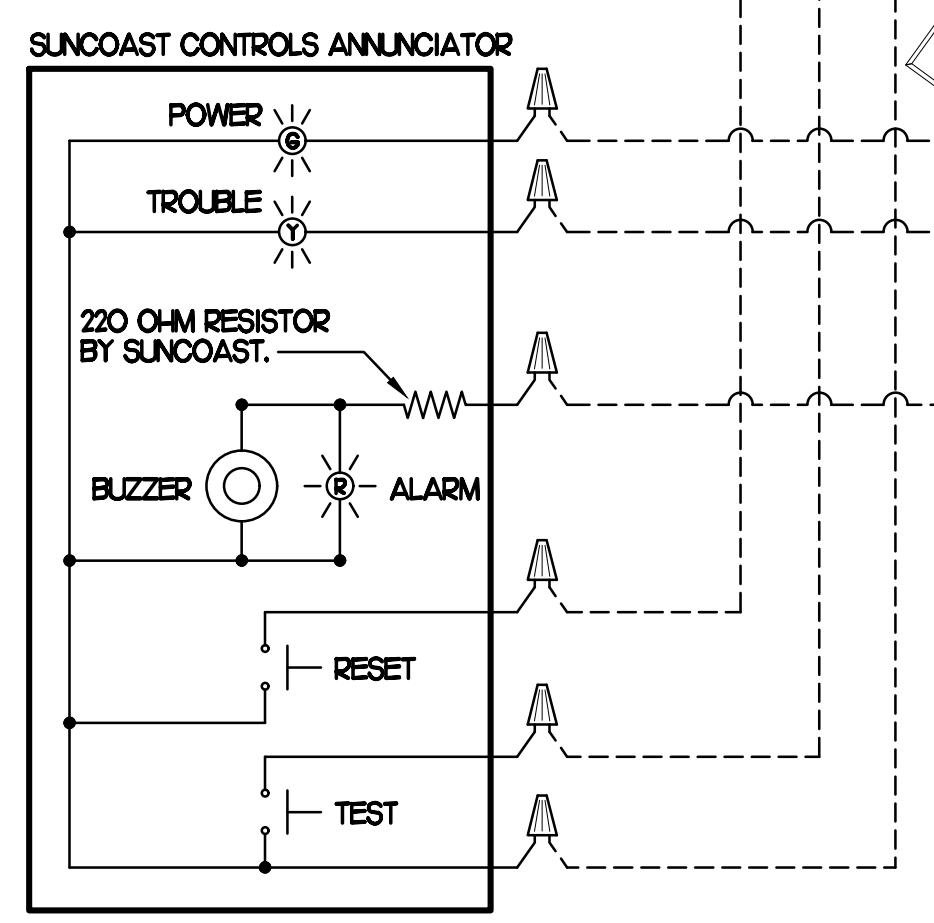 SUNCOAST CONTROLS ANNUNCIATOR
POWER
G
TROUBLE
Y
220 OHM RESISTOR
BY SUNCOAST.
BUZZER
R
ALARM
RESET
TEST